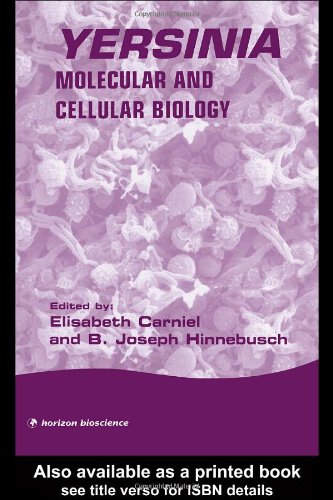 YERSINIA
MOLECULAR AND
CELLULAR BIOLOGY
Edited by:
Elisabeth Carniel
and B. Joseph Hinnebusch
horizon bioscience
Also available as a printed book
see title verso for ISBN details